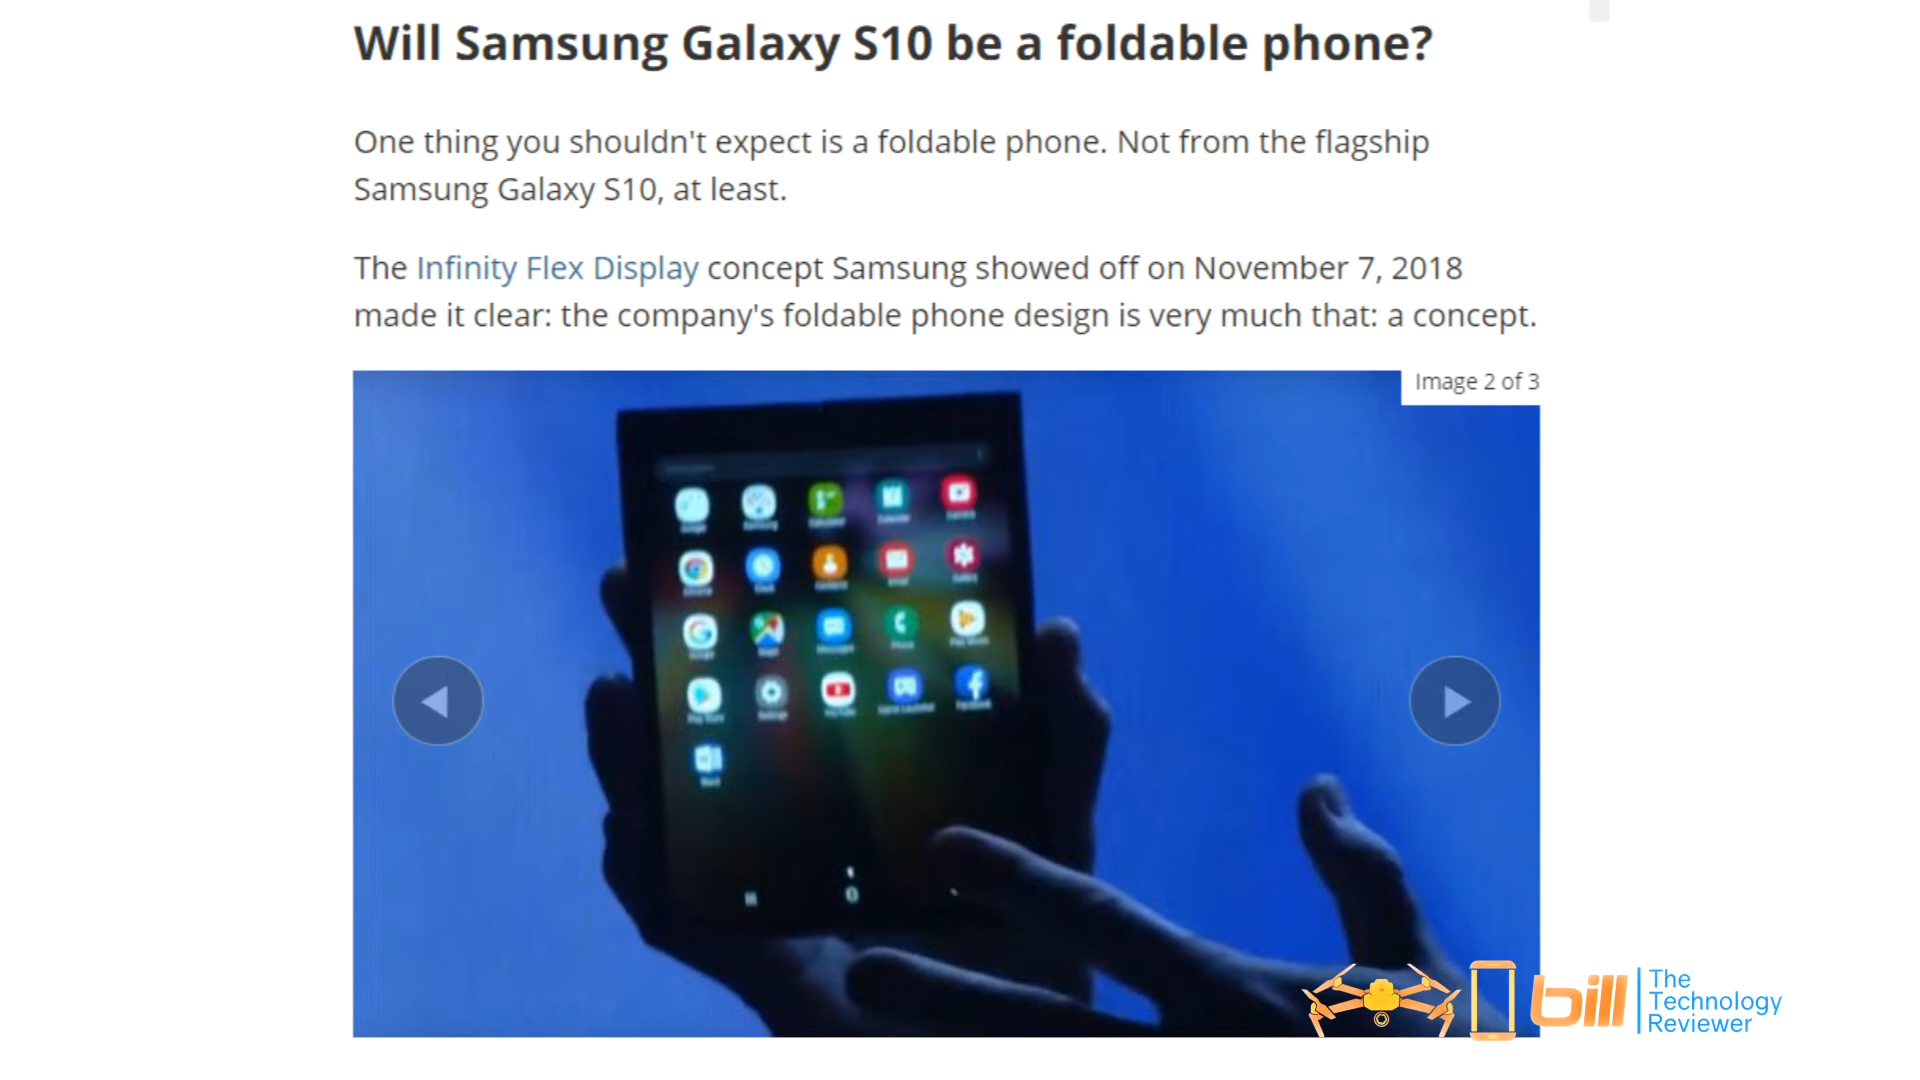 Will Samsung Galaxy S10 be a foldable phone?
One thing you shouldn't expect is a foldable phone. Not from the flagship
Samsung Galaxy S10, at least.
The Infinity Flex Display concept Samsung showed off on November 7, 2018
made it clear: the company's foldable phone design is very much that: a concept.
Image 2 of 3
bill
The
Technology
Reviewer